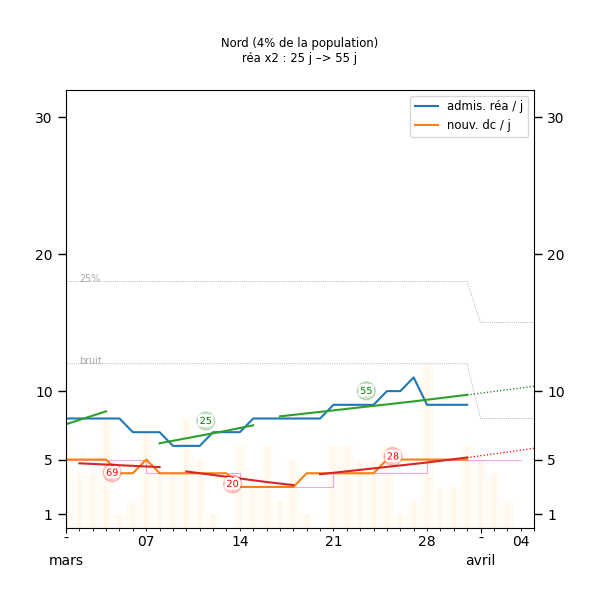 Nord (4% de la population)
réa x2 : 25 j –> 55 j
admis. réa / j
nouv. dc / j
30
30
20
20
25%
bruit
10
10
55
25
5
5
28
69
20
1
1
- 07 14 21 28 - 04
mars avril